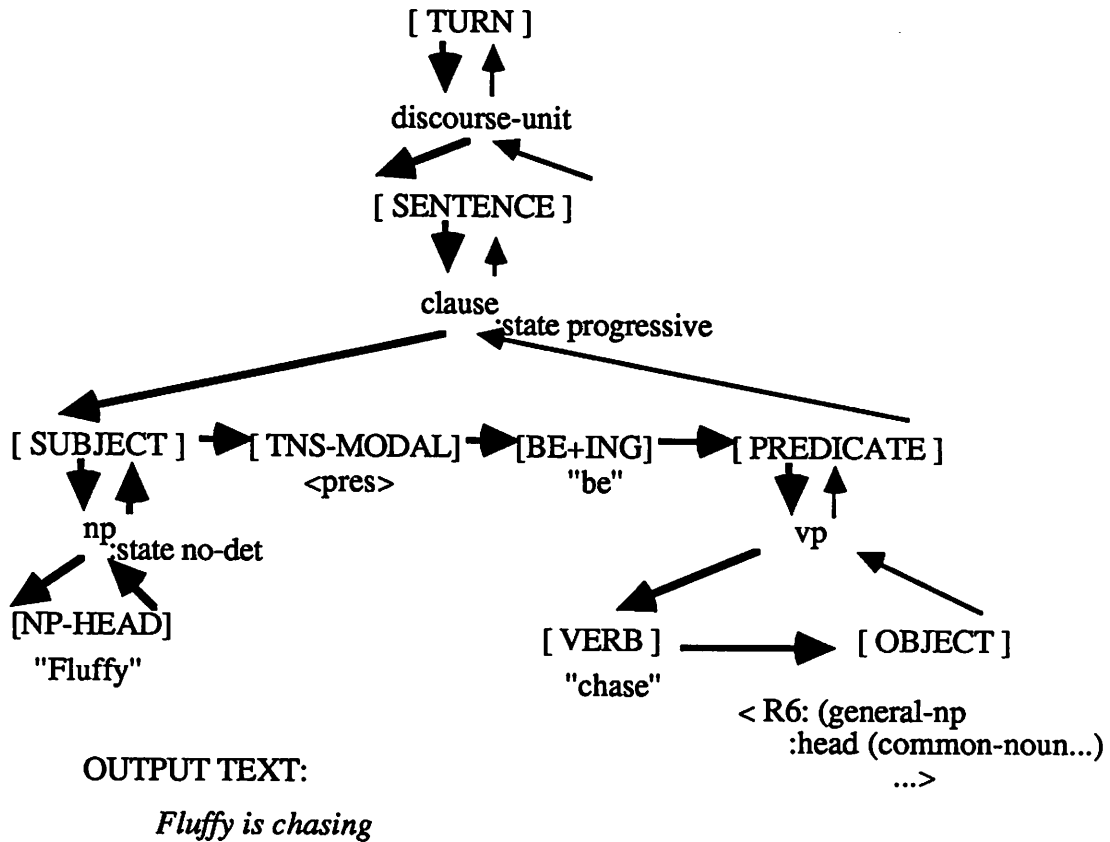 [ TURN ]
discourse-unit
[ SENTENCE ]
clause
:state progressive
[ SUBJECT ] [ TNS-MODAL] [BE+ING] [ PREDICATE ]
<pres> "be"
np
:state no-det
vp
[NP-HEAD]
"Fluffy"
[ VERB ] [ OBJECT ]
"chase"
< R6: (general-np
:head (common-noun...)
...>
OUTPUT TEXT:
Fluffy is chasing